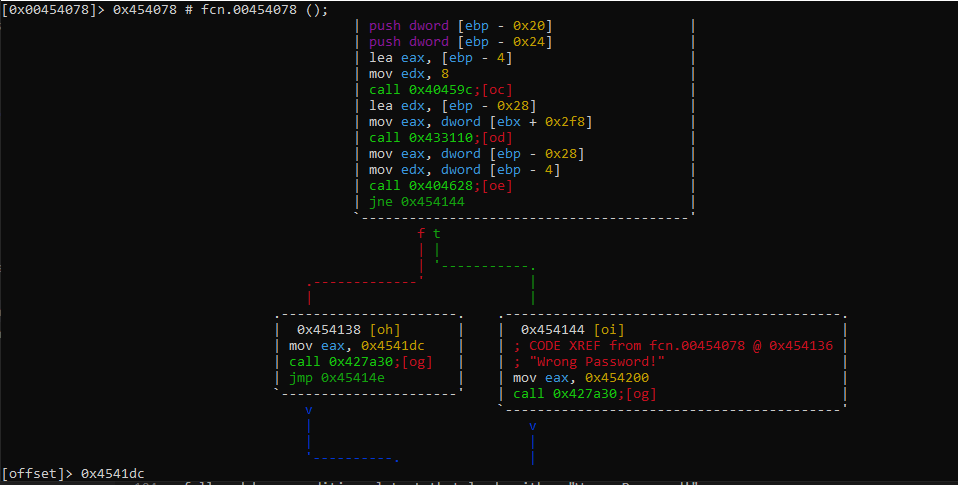 [0x00454078]> 0x454078 # fcn.00454078 ();
push dword [ebp - 0x20]
push dword [ebp - 0x24]
lea eax, [ebp - 4]
mov edx, 8
call 0x40459c;[oc]
lea edx, [ebp - 0x28]
mov eax, dword [ebx + 0x2f8]
call 0x433110;[od]
mov eax, dword [ebp - 0x28]
mov edx, dword [ebp - 4]
call 0x404628;[oe]
jne 0x454144
f t
0x454138 [oh]
mov eax, 0x4541dc
call 0x427a30;[og]
jmp 0x45414e
v
0x454144 [oi]
; CODE XREF from fcn.00454078 @ 0x454136
; "Wrong Password!"
mov eax, 0x454200
call 0x427a30;[og]
v
[offset]> 0x4541dc